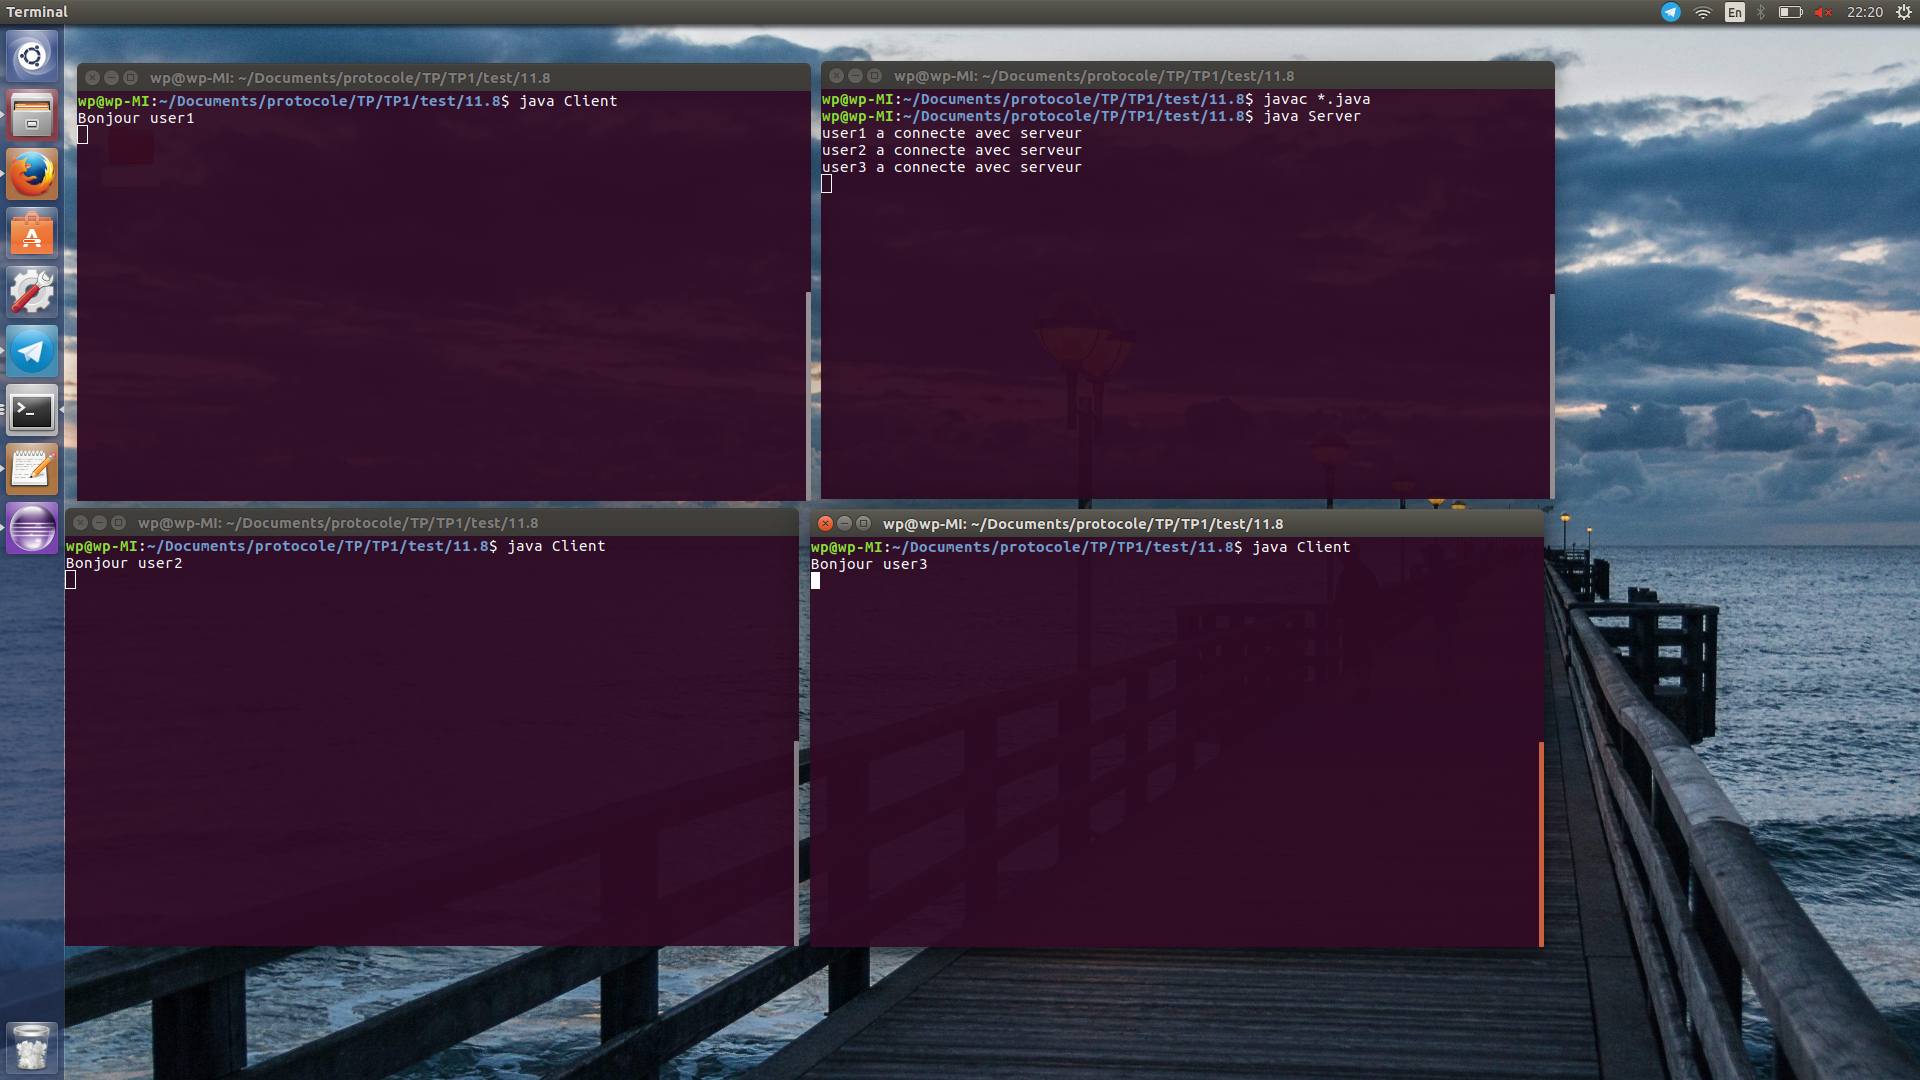 Terminal
En
22:20
wp@wp-MI: ~/Documents/protocole/TP/TP1/test/11.8
wp@wp-MI:~/Documents/protocole/TP/TP1/test/11.8$ java Client
Bonjour user1
wp@wp-MI: ~/Documents/protocole/TP/TP1/test/11.8
wp@wp-MI:~/Documents/protocole/TP/TP1/test/11.8$ javac *.java
wp@wp-MI:~/Documents/protocole/TP/TP1/test/11.8$ java Server
user1 a connecte avec serveur
user2 a connecte avec serveur
user3 a connecte avec serveur
wp@wp-MI: ~/Documents/protocole/TP/TP1/test/11.8
wp@wp-MI:~/Documents/protocole/TP/TP1/test/11.8$ java Client
Bonjour user2
wp@wp-MI: ~/Documents/protocole/TP/TP1/test/11.8
wp@wp-MI:~/Documents/protocole/TP/TP1/test/11.8$ java Client
Bonjour user3